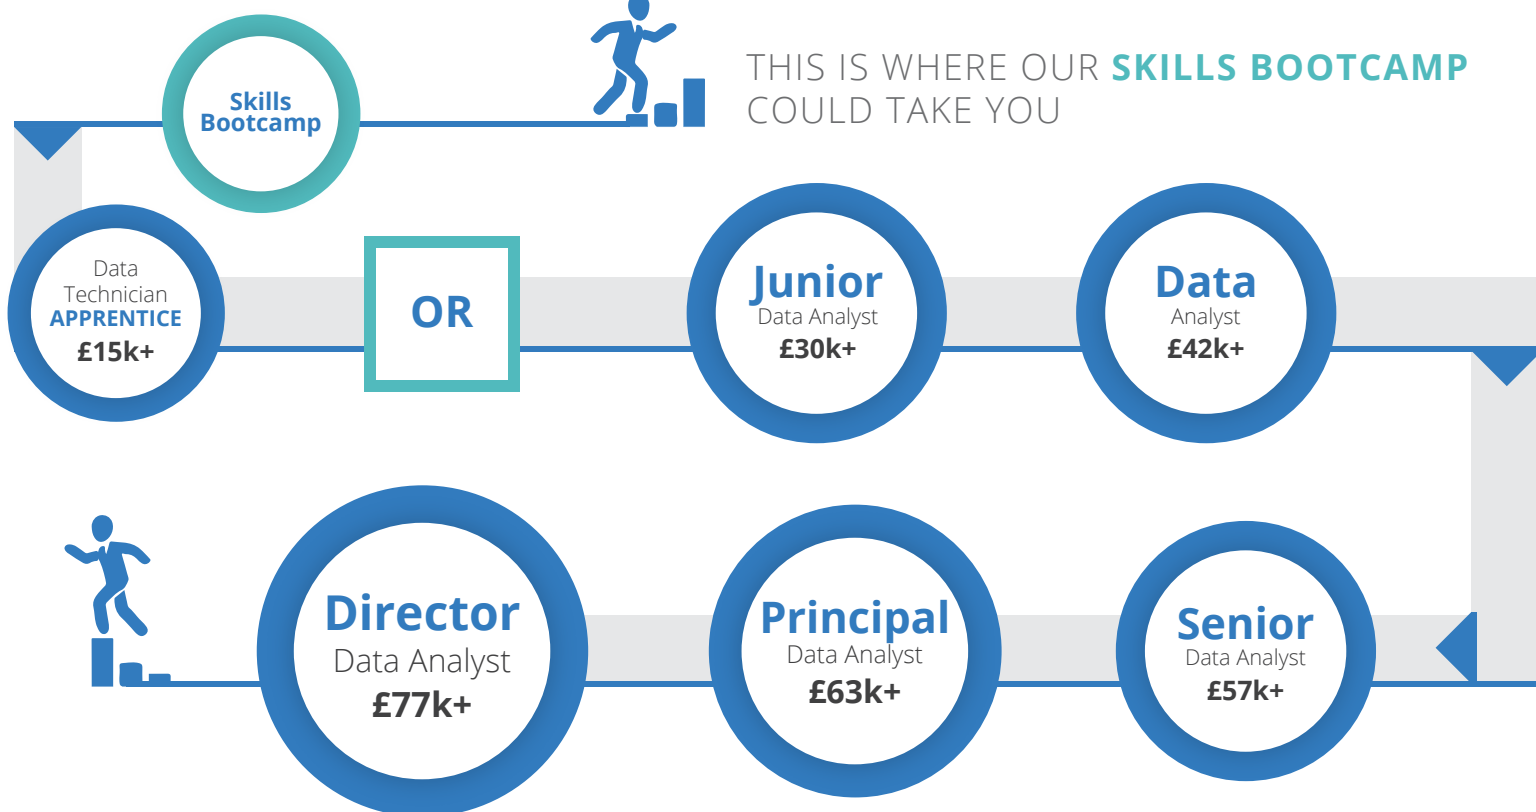 THIS IS WHERE OUR SKILLS BOOTCAMP
COULD TAKE YOU
Skills
Bootcamp
Data
Technician
APPRENTICE
£15k+
OR
Junior
Data Analyst
£30k+
Data
Analyst
£42k+
Senior
Data Analyst
£57k+
Principal
Data Analyst
£63k+
Director
Data Analyst
£77k+